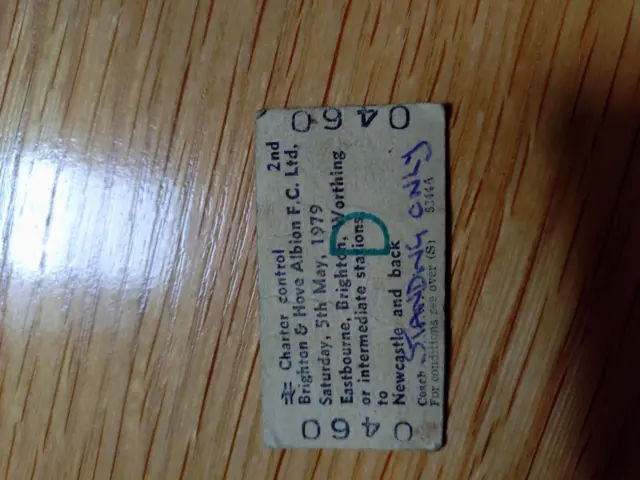 Charter control 2nd
Brighton & Hove Albion F.C. Ltd.
Saturday, 5th May, 1979
Eastbourne, Brighton, Worthing
or intermediate stations
D
to
Newcastle and back
Coach STANDING ONLY
For conditions see over (S) 5344A
0460
0460